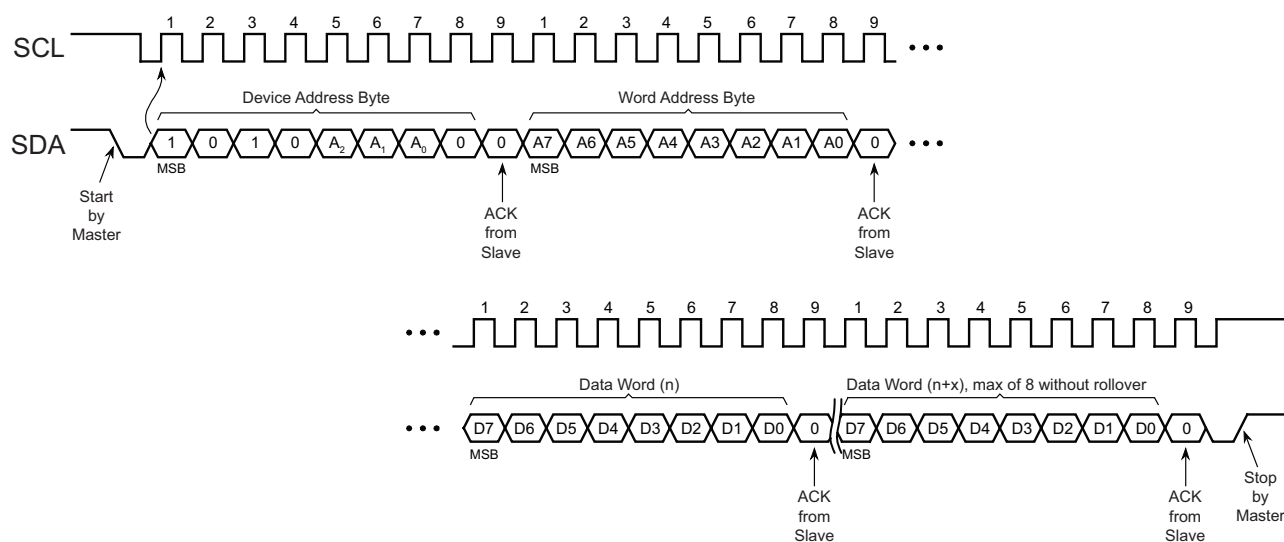 1 2 3 4 5 6 7 8 9 1 2 3 4 5 6 7 8 9
SCL
Device Address Byte Word Address Byte
SDA 1 0 1 0 A2 A1 A0 0 0 A7 A6 A5 A4 A3 A2 A1 A0 0
MSB MSB
Start
by
Master
ACK
from
Slave
ACK
from
Slave
1 2 3 4 5 6 7 8 9 1 2 3 4 5 6 7 8 9
Data Word (n) Data Word (n+x), max of 8 without rollover
D7 D6 D5 D4 D3 D2 D1 D0 0 D7 D6 D5 D4 D3 D2 D1 D0 0
MSB MSB
ACK
from
Slave
ACK
from
Slave
Stop
by
Master